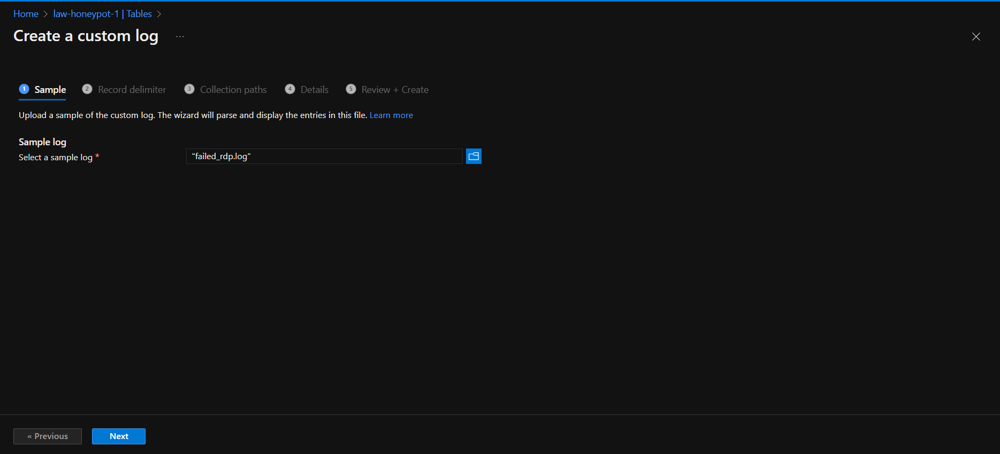 Home > law-honeypot-1 | Tables >
Create a custom log ...
1 Sample 2 Record delimiter 3 Collection paths 4 Details 5 Review + Create
Upload a sample of the custom log. The wizard will parse and display the entries in this file. Learn more
Sample log
Select a sample log * "failed_rdp.log"
« Previous Next